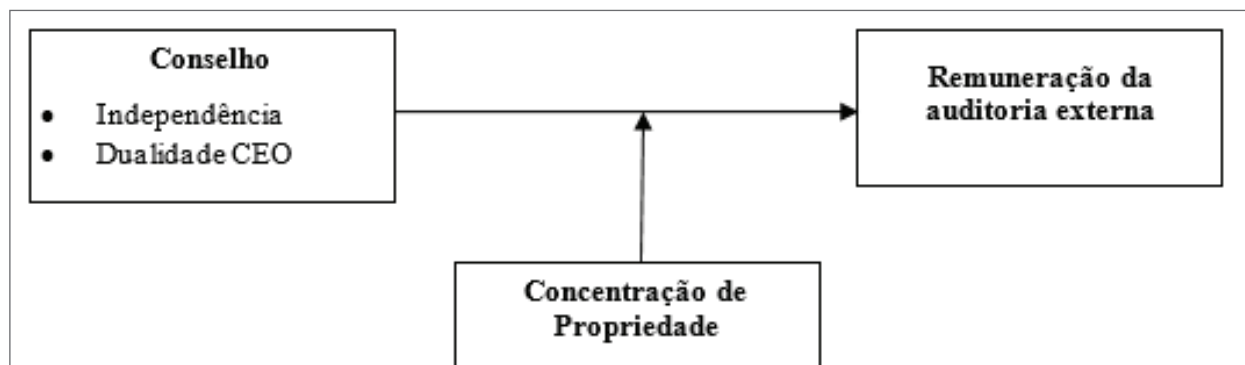 Conselho
• Independência
• Dualidade CEO
Remuneração da
auditoria externa
Concentração de
Propriedade